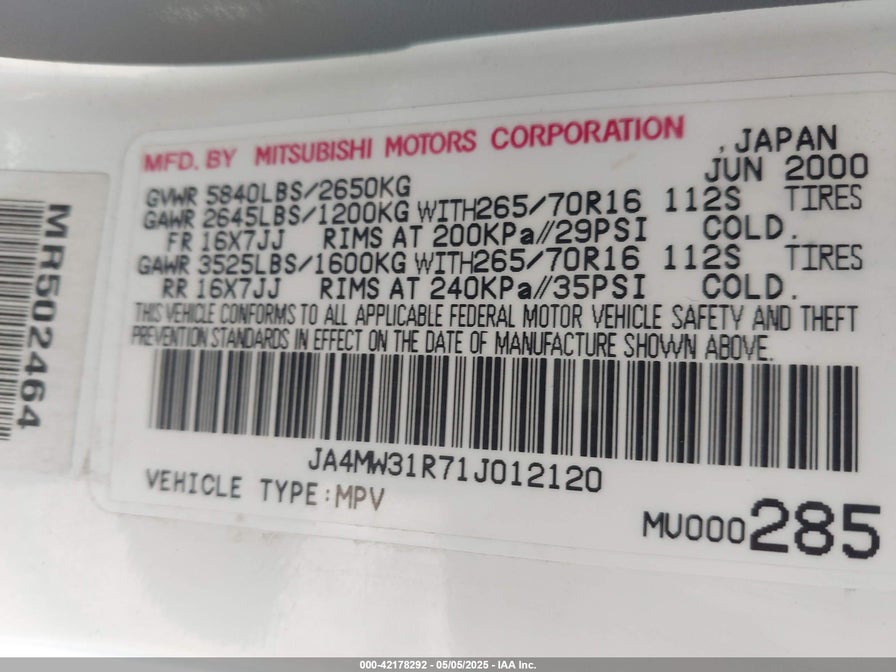 MFD. BY MITSUBISHI MOTORS CORPORATION , JAPAN
JUN 2000
GVWR 5840LBS/2650KG
GAWR 2645LBS/1200KG WITH265/70R16 112S TIRES
FR 16X7JJ RIMS AT 200KPa//29PSI COLD.
GAWR 3525LBS/1600KG WITH265/70R16 112S TIRES
RR 16X7JJ RIMS AT 240KPa//35PSI COLD.
THIS VEHICLE CONFORMS TO ALL APPLICABLE FEDERAL MOTOR VEHICLE SAFETY AND THEFT
PREVENTION STANDARDS IN EFFECT ON THE DATE OF MANUFACTURE SHOWN ABOVE.
JA4MW31R71J012120
VEHICLE TYPE:MPV
MU000285
MR502464
000-42178292 - 05/05/2025 - IAA Inc.